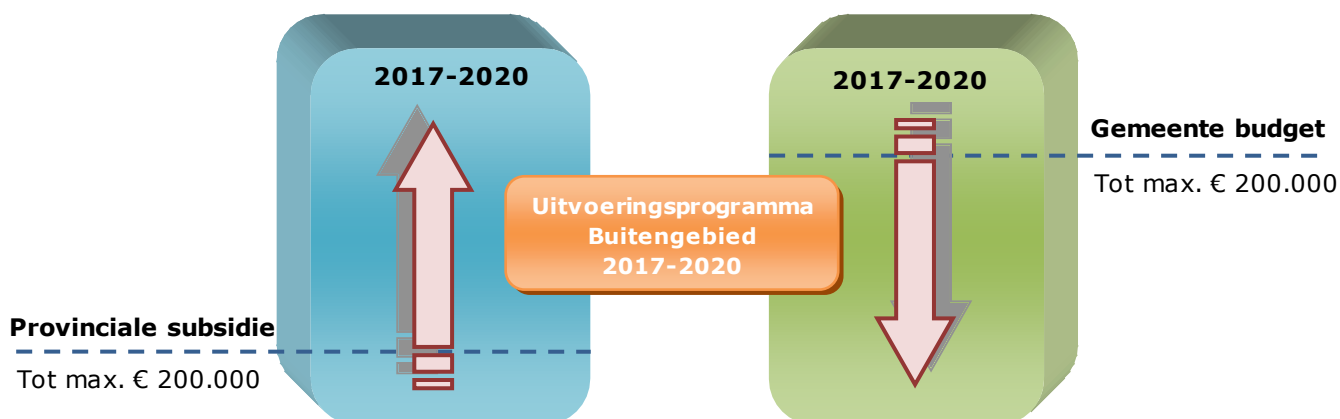 2017-2020
2017-2020
Gemeente budget
Tot max. € 200.000
Uitvoeringsprogramma
Buitengebied
2017-2020
Provinciale subsidie
Tot max. € 200.000